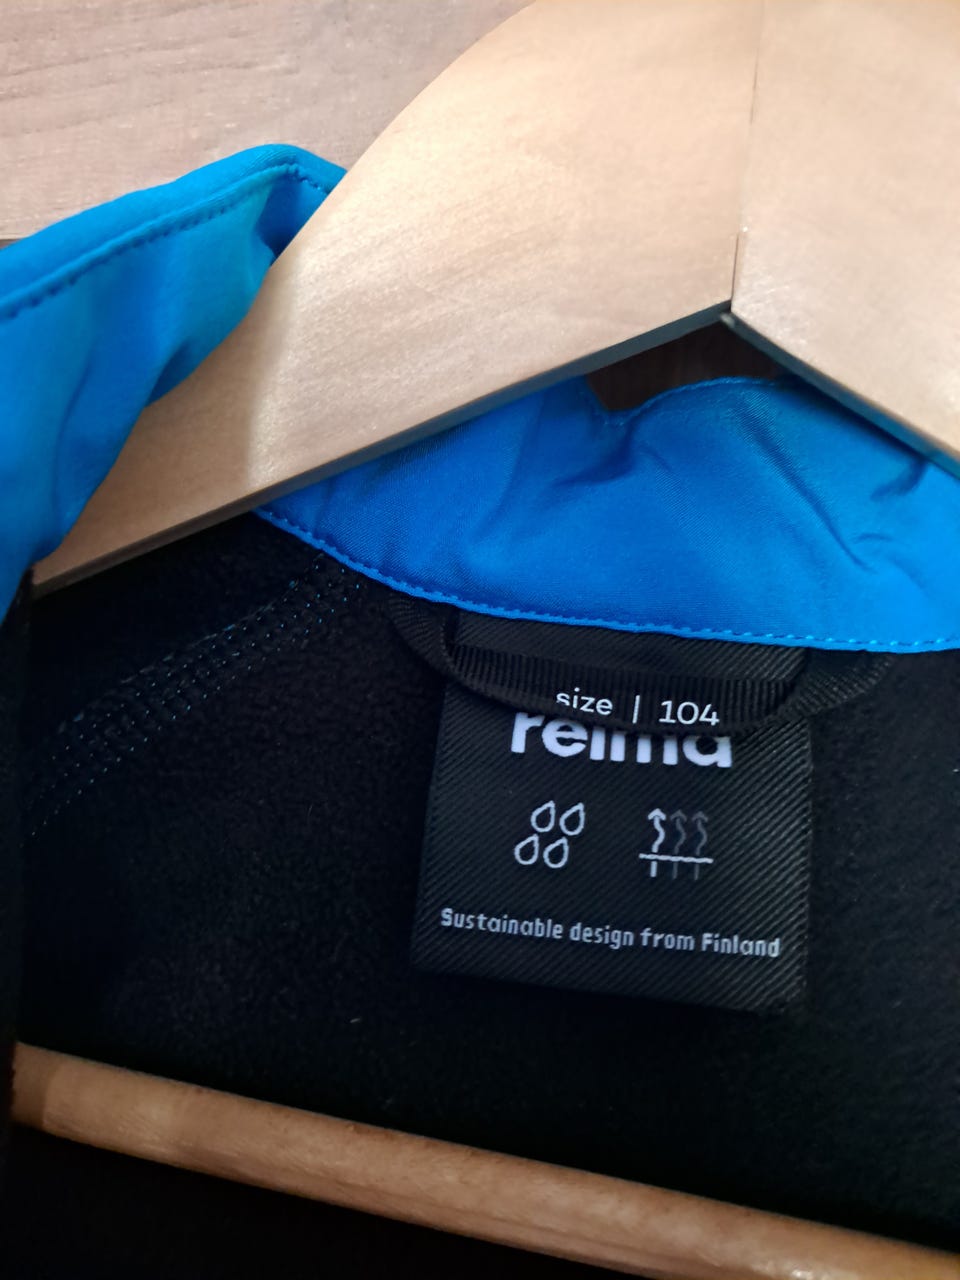 size | 104
reima
Sustainable design from Finland